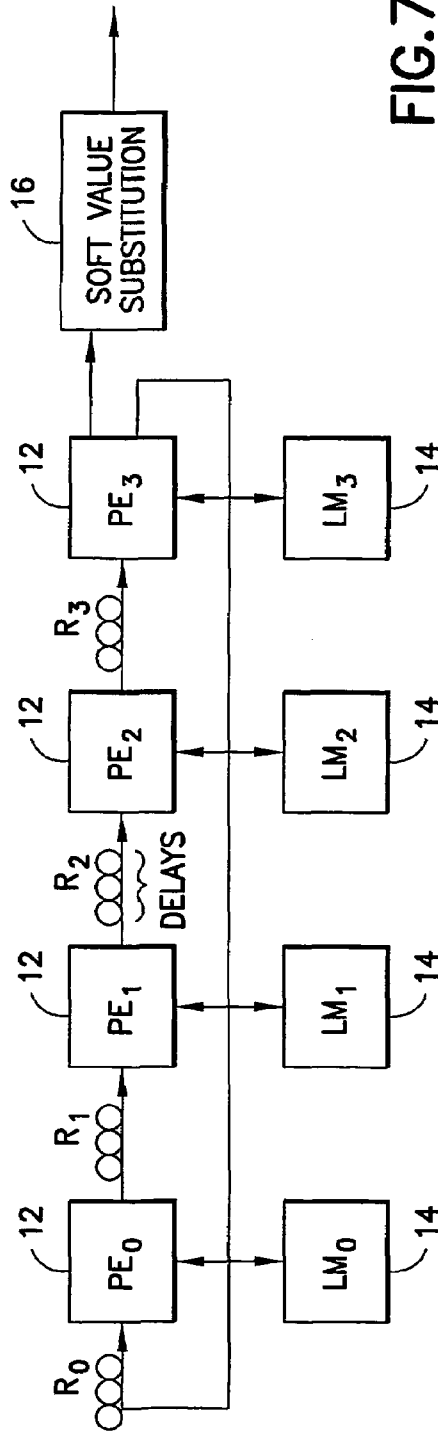 12 12 12 12 16
R₀ PE₀ R₁ PE₁ R₂ PE₂ R₃ PE₃ SOFT VALUE
SUBSTITUTION
DELAYS
LM₀ LM₁ LM₂ LM₃
14 14 14 14
FIG.7